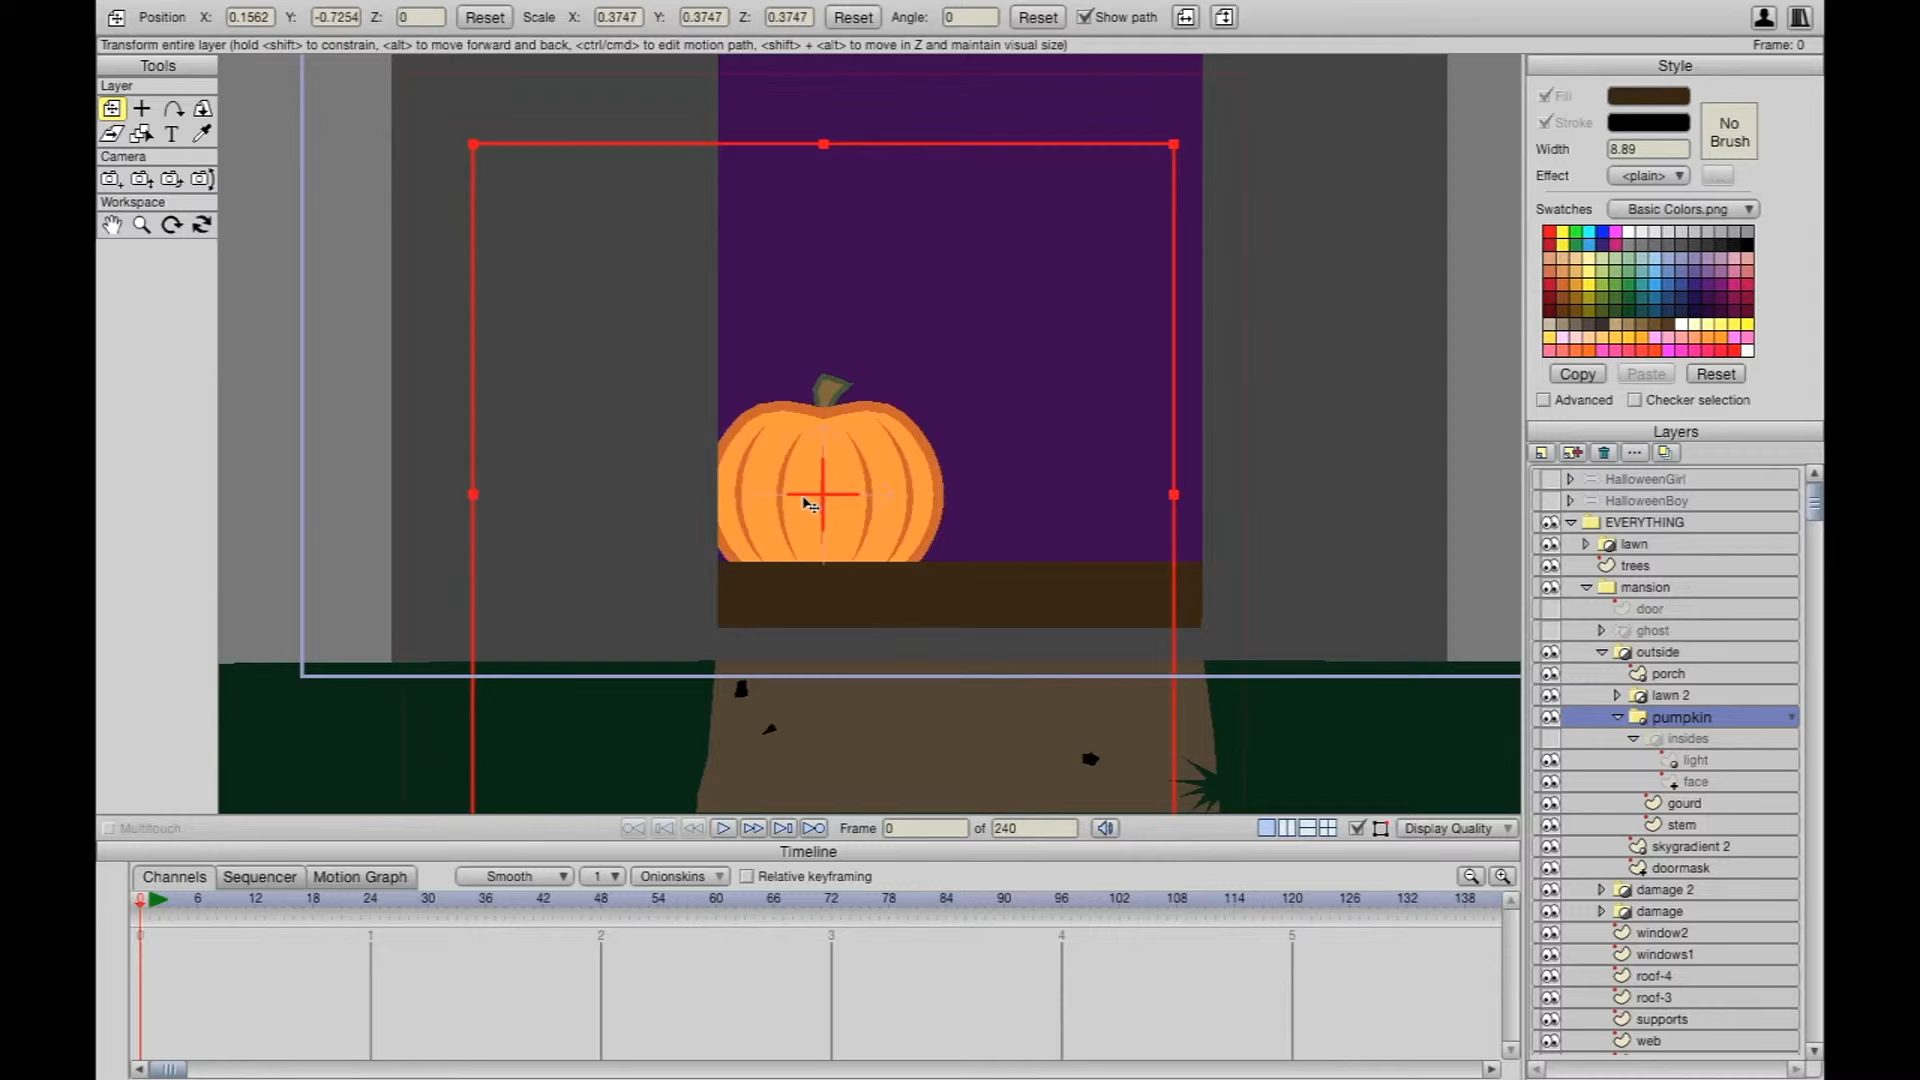 Position X: 0.1562 Y: -0.7254 Z: 0 Reset Scale X: 0.3747 Y: 0.3747 Z: 0.3747 Reset Angle: 0 Reset Show path
Transform entire layer (hold <shift> to constrain, <alt> to move forward and back, <ctrl/cmd> to edit motion path, <shift> + <alt> to move in Z and maintain visual size) Frame: 0
Tools
Layer
T
Camera
Workspace
Style
Fill
Stroke
No Brush
Width 8.89
Effect <plain> ...
Swatches Basic Colors.png
Copy Paste Reset
Advanced Checker selection
Layers
HalloweenGirl
HalloweenBoy
EVERYTHING
lawn
trees
mansion
door
ghost
outside
porch
lawn 2
pumpkin
insides
light
face
gourd
stem
skygradient 2
doormask
damage 2
damage
window2
windows1
roof-4
roof-3
supports
web
Multitouch Frame 0 of 240 Display Quality
Timeline
Channels Sequencer Motion Graph Smooth 1 Onionskins Relative keyframing
0 6 12 18 24 30 36 42 48 54 60 66 72 78 84 90 96 102 108 114 120 126 132 138
0 1 2 3 4 5